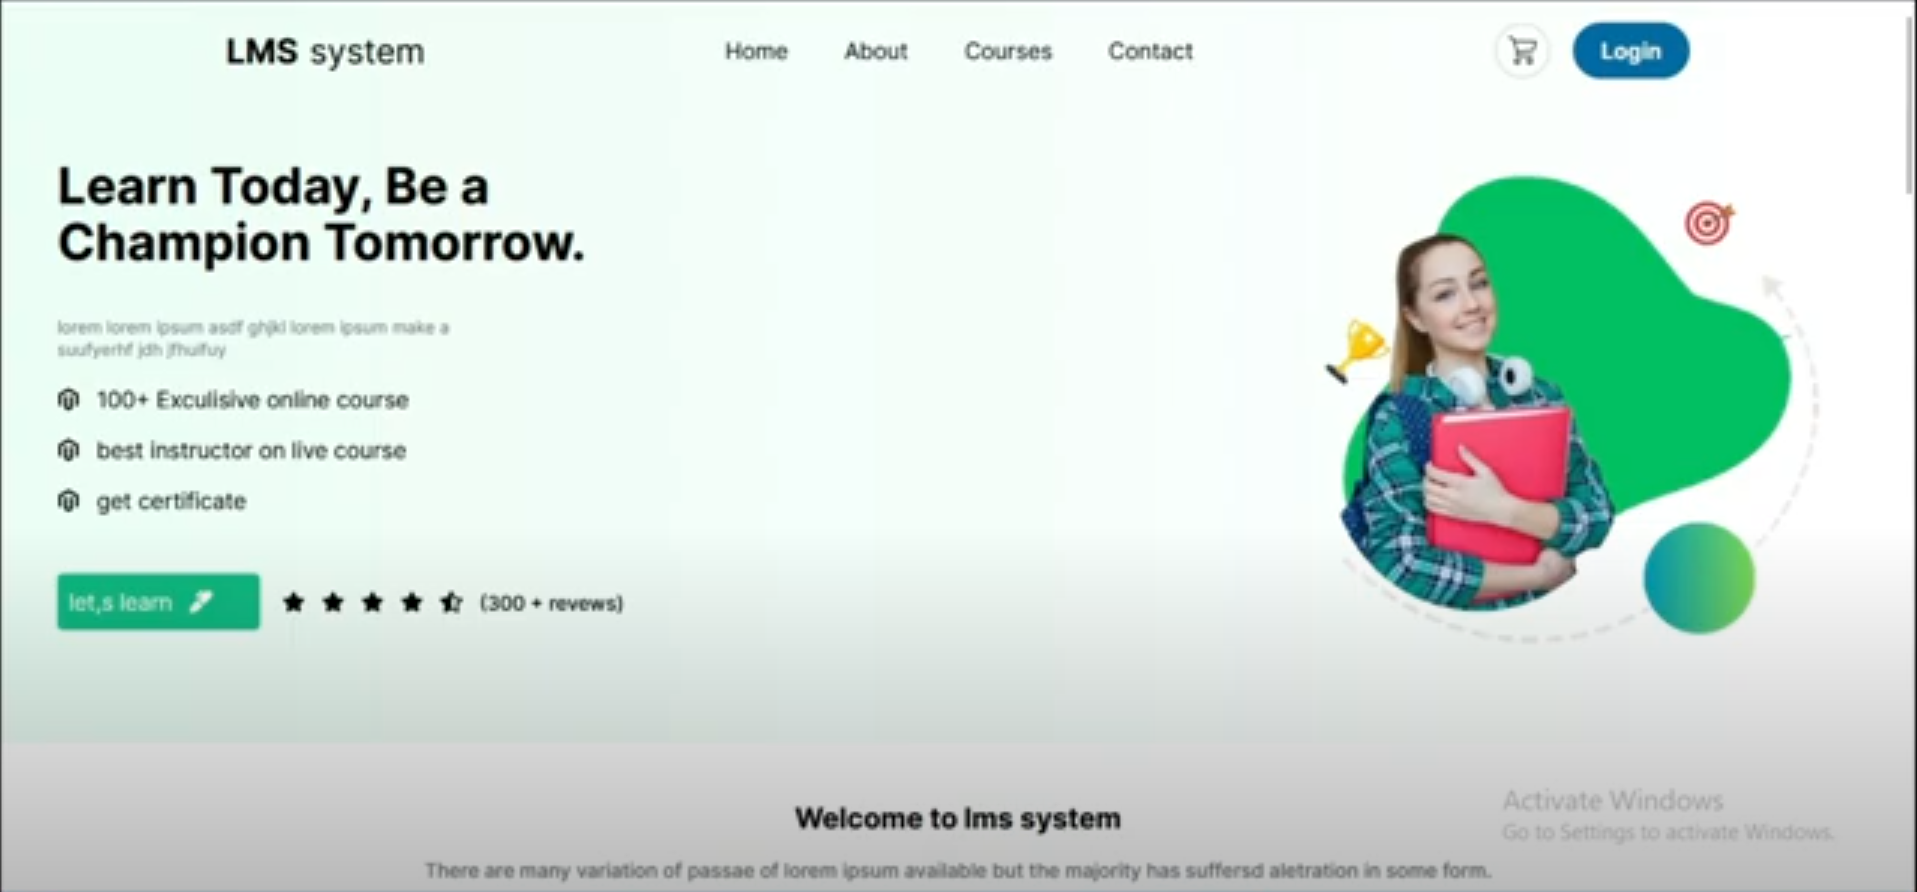 LMS system
Home
About
Courses
Contact
Login
Learn Today, Be a
Champion Tomorrow.
lorem lorem ipsum asdf ghjkl lorem ipsum make a
suufyerhf jdh jfhuifuy
100+ Exculisive online course
best instructor on live course
get certificate
let,s learn
(300 + revews)
Welcome to lms system
There are many variation of passae of lorem ipsum available but the majority has suffersd aletration in some form.
Activate Windows
Go to Settings to activate Windows.